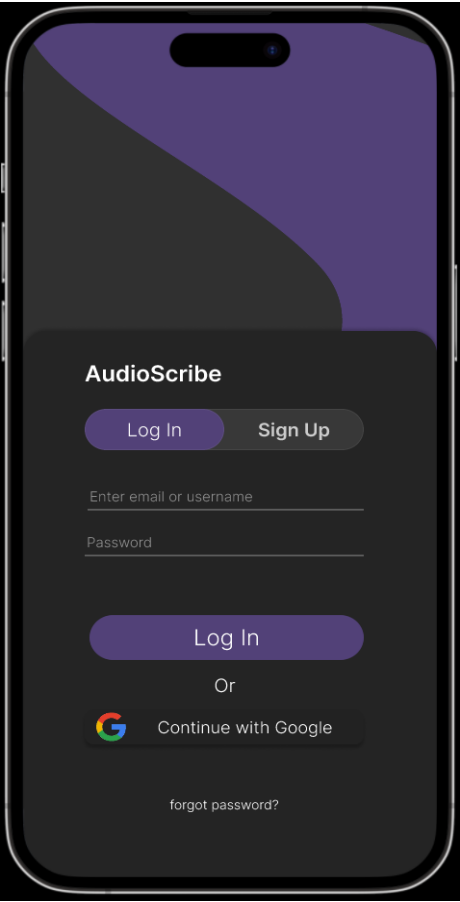 AudioScribe
Log In Sign Up
Enter email or username
Password
Log In
Or
Continue with Google
forgot password?